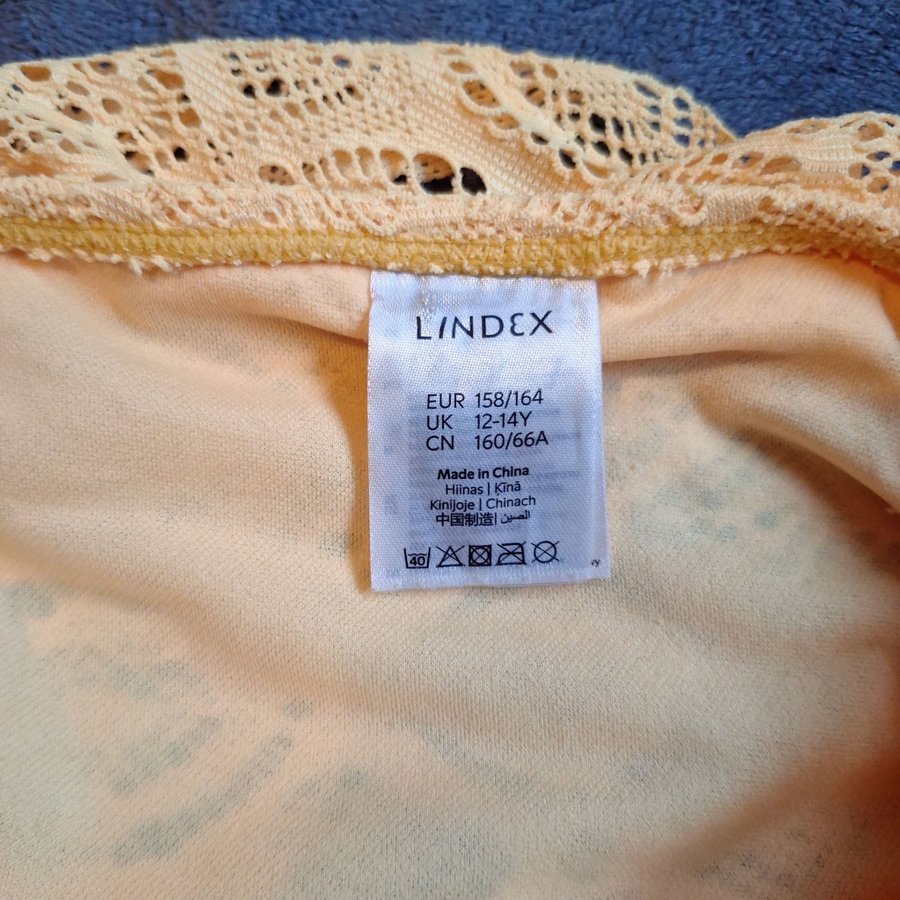 LINDEX
EUR 158/164
UK 12-14Y
CN 160/66A
Made in China
Hiinas | Ķīnā
Kinijoje | Chinach
中国制造 | الصين
40